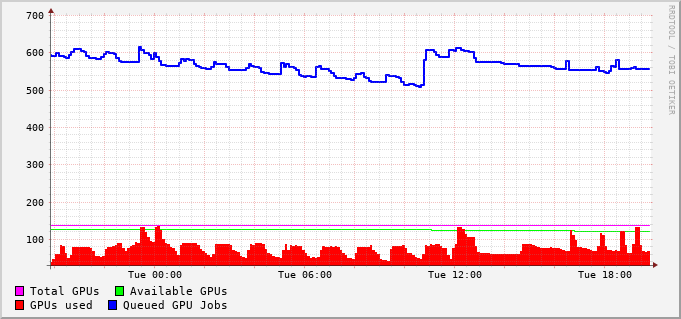 700
600
500
400
300
200
100
Tue 00:00 Tue 06:00 Tue 12:00 Tue 18:00
Total GPUs Available GPUs
GPUs used Queued GPU Jobs
RRDTOOL / TOBI OETIKER